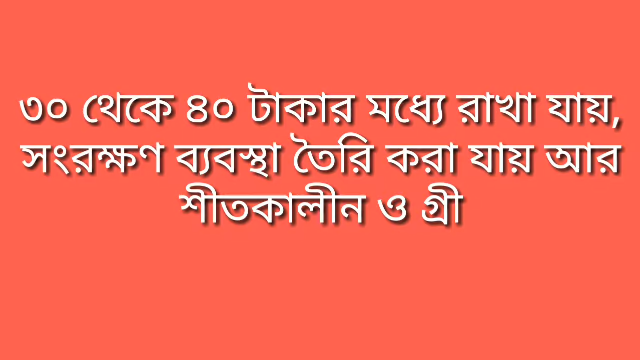 ৩০ থেকে ৪০ টাকার মধ্যে রাখা যায়,
সংরক্ষণ ব্যবস্থা তৈরি করা যায় আর
শীতকালীন ও গ্রী